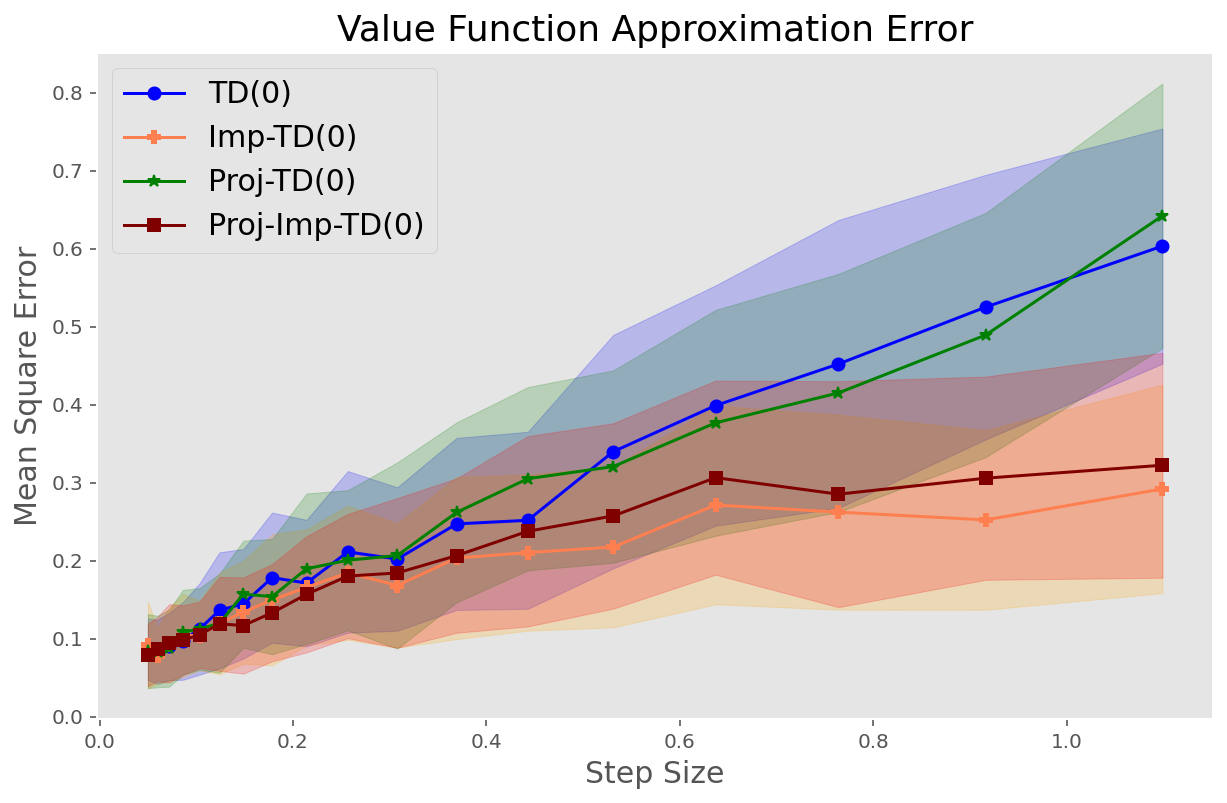 Value Function Approximation Error
TD(0)
Imp-TD(0)
Proj-TD(0)
Proj-Imp-TD(0)
Mean Square Error
0.8
0.7
0.6
0.5
0.4
0.3
0.2
0.1
0.0
0.0 0.2 0.4 0.6 0.8 1.0
Step Size